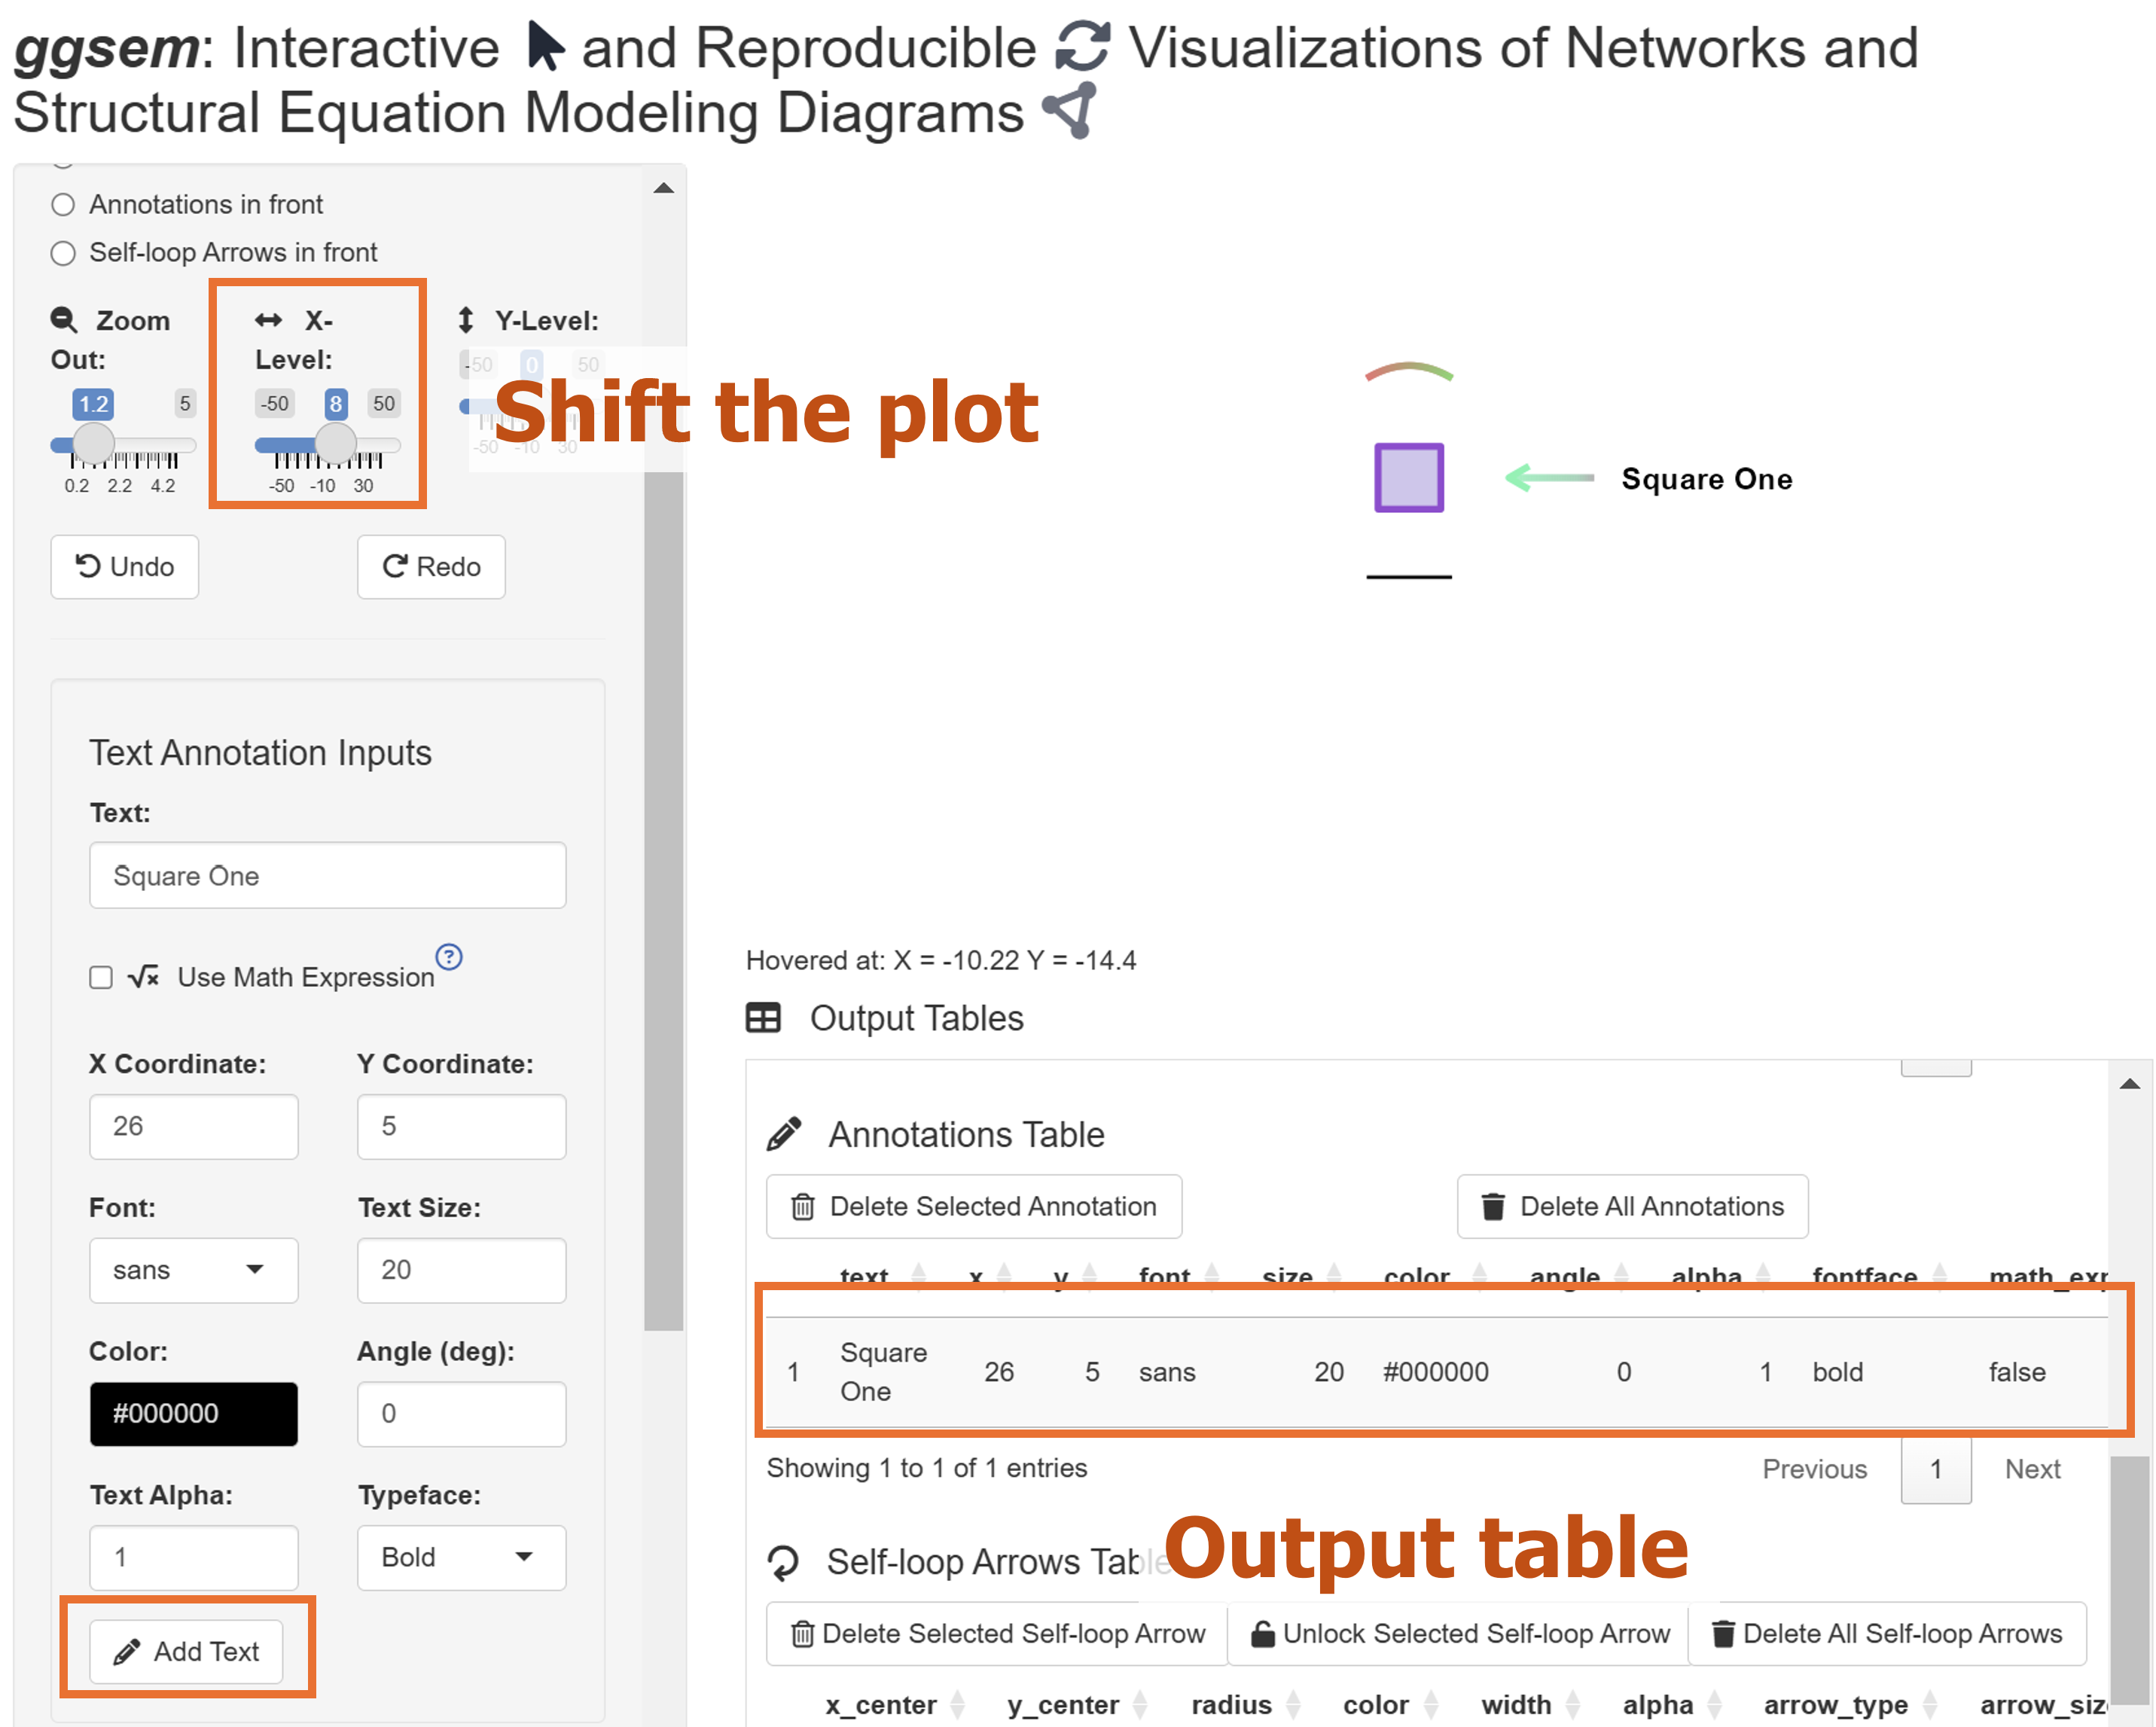 ggsem: Interactive and Reproducible Visualizations of Networks and
Structural Equation Modeling Diagrams
Annotations in front
Self-loop Arrows in front
Zoom Out:
1.2 5
0.2 2.2 4.2
X-Level:
-50 8 50
-50 -10 30
Y-Level:
-50 0 50
-50 -10 30
Shift the plot
Undo Redo
Square One
Text Annotation Inputs
Text:
Square One
Use Math Expression ?
X Coordinate: Y Coordinate:
26 5
Font: Text Size:
sans 20
Color: Angle (deg):
#000000 0
Text Alpha: Typeface:
1 Bold
Add Text
Hovered at: X = -10.22 Y = -14.4
Output Tables
Annotations Table
Delete Selected Annotation Delete All Annotations
text x y font size color angle alpha fontface math_exp
1 Square One 26 5 sans 20 #000000 0 1 bold false
Showing 1 to 1 of 1 entries Previous 1 Next
Self-loop Arrows Table
Output table
Delete Selected Self-loop Arrow Unlock Selected Self-loop Arrow Delete All Self-loop Arrows
x_center y_center radius color width alpha arrow_type arrow_siz